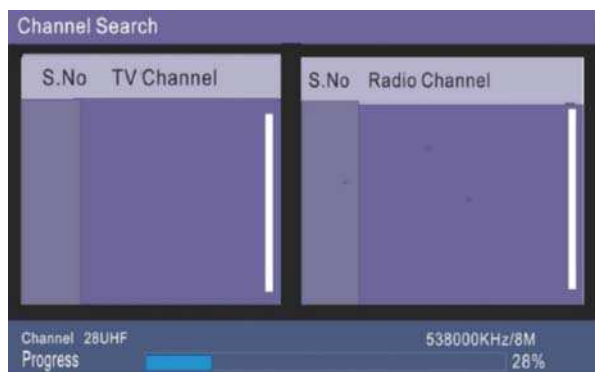 Channel Search
S.No TV Channel
S.No Radio Channel
Channel 28UHF
538000KHz/8M
Progress
28%